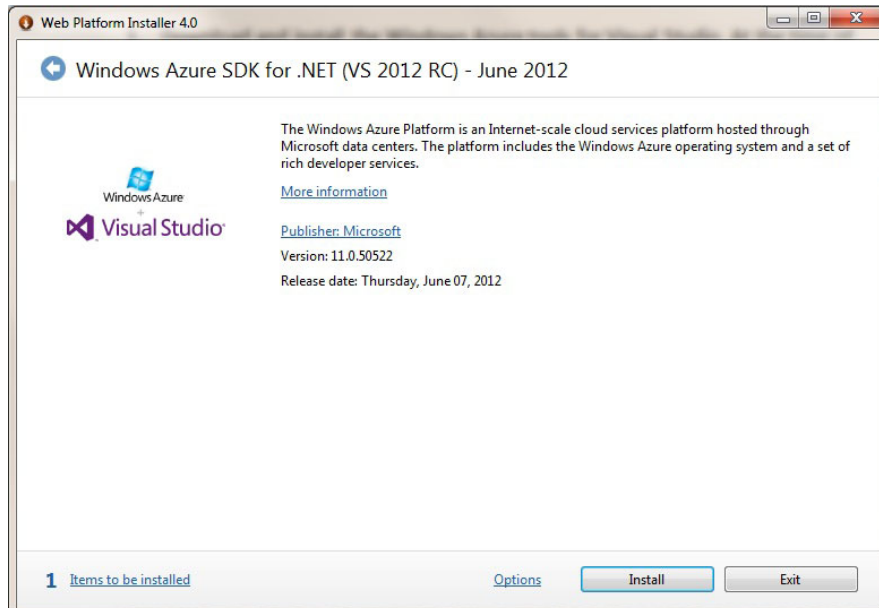 Web Platform Installer 4.0
Windows Azure SDK for .NET (VS 2012 RC) - June 2012
The Windows Azure Platform is an Internet-scale cloud services platform hosted through
Microsoft data centers. The platform includes the Windows Azure operating system and a set of
rich developer services.
More information
Windows Azure
+
Visual Studio
Publisher: Microsoft
Version: 11.0.50522
Release date: Thursday, June 07, 2012
1 Items to be installed
Options
Install
Exit